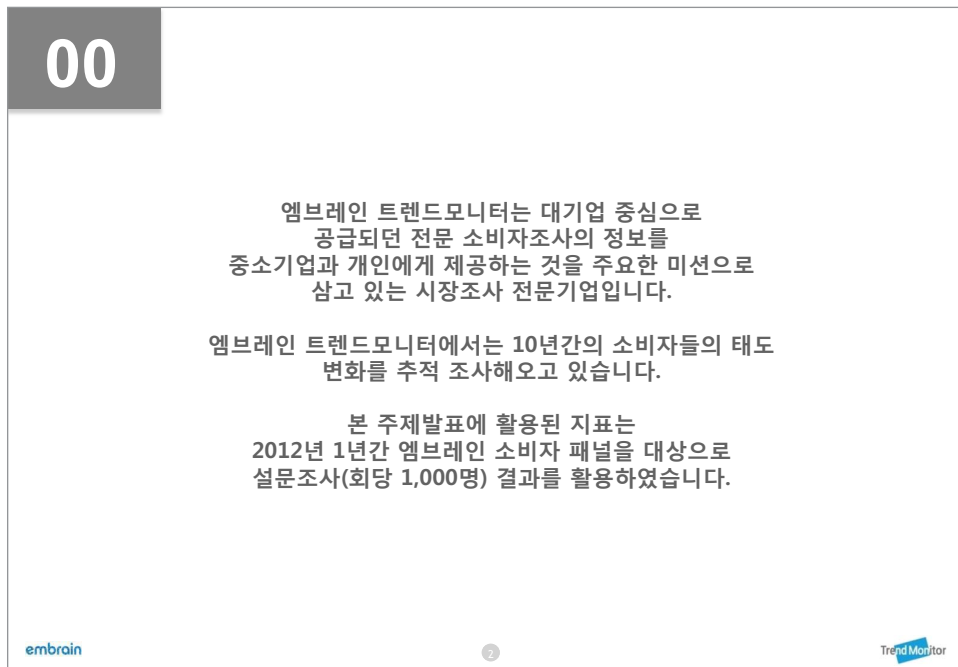 00
엠브레인 트렌드모니터는 대기업 중심으로
공급되던 전문 소비자조사의 정보를
중소기업과 개인에게 제공하는 것을 주요한 미션으로
삼고 있는 시장조사 전문기업입니다.
엠브레인 트렌드모니터에서는 10년간의 소비자들의 태도
변화를 추적 조사해오고 있습니다.
본 주제발표에 활용된 지표는
2012년 1년간 엠브레인 소비자 패널을 대상으로
설문조사(회당 1,000명) 결과를 활용하였습니다.
embrain
2
Trend Monitor